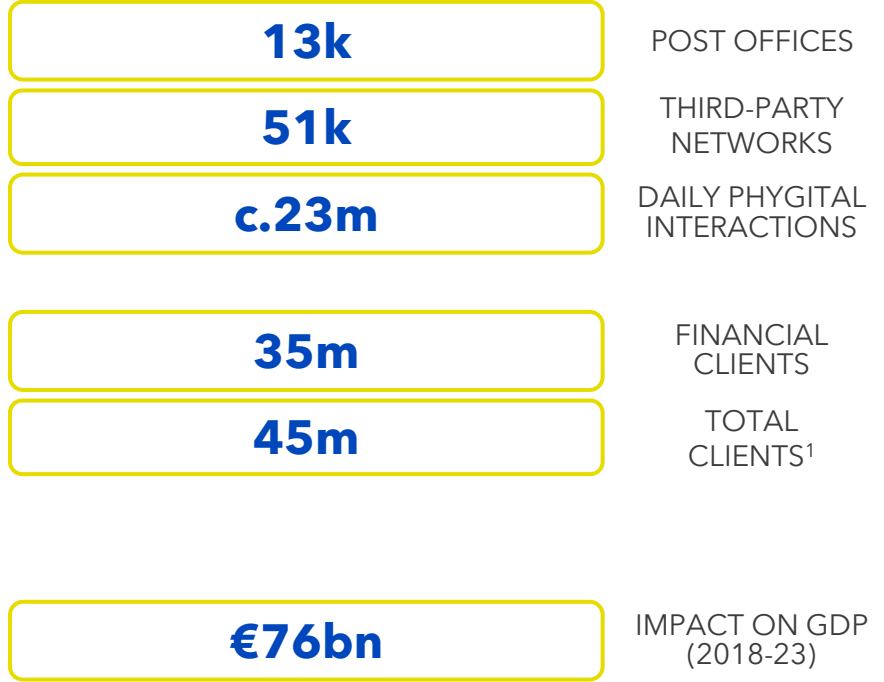 13k
POST OFFICES
51k
THIRD-PARTY
NETWORKS
c.23m
DAILY PHYGITAL
INTERACTIONS
35m
FINANCIAL
CLIENTS
45m
TOTAL
CLIENTS¹
€76bn
IMPACT ON GDP
(2018-23)